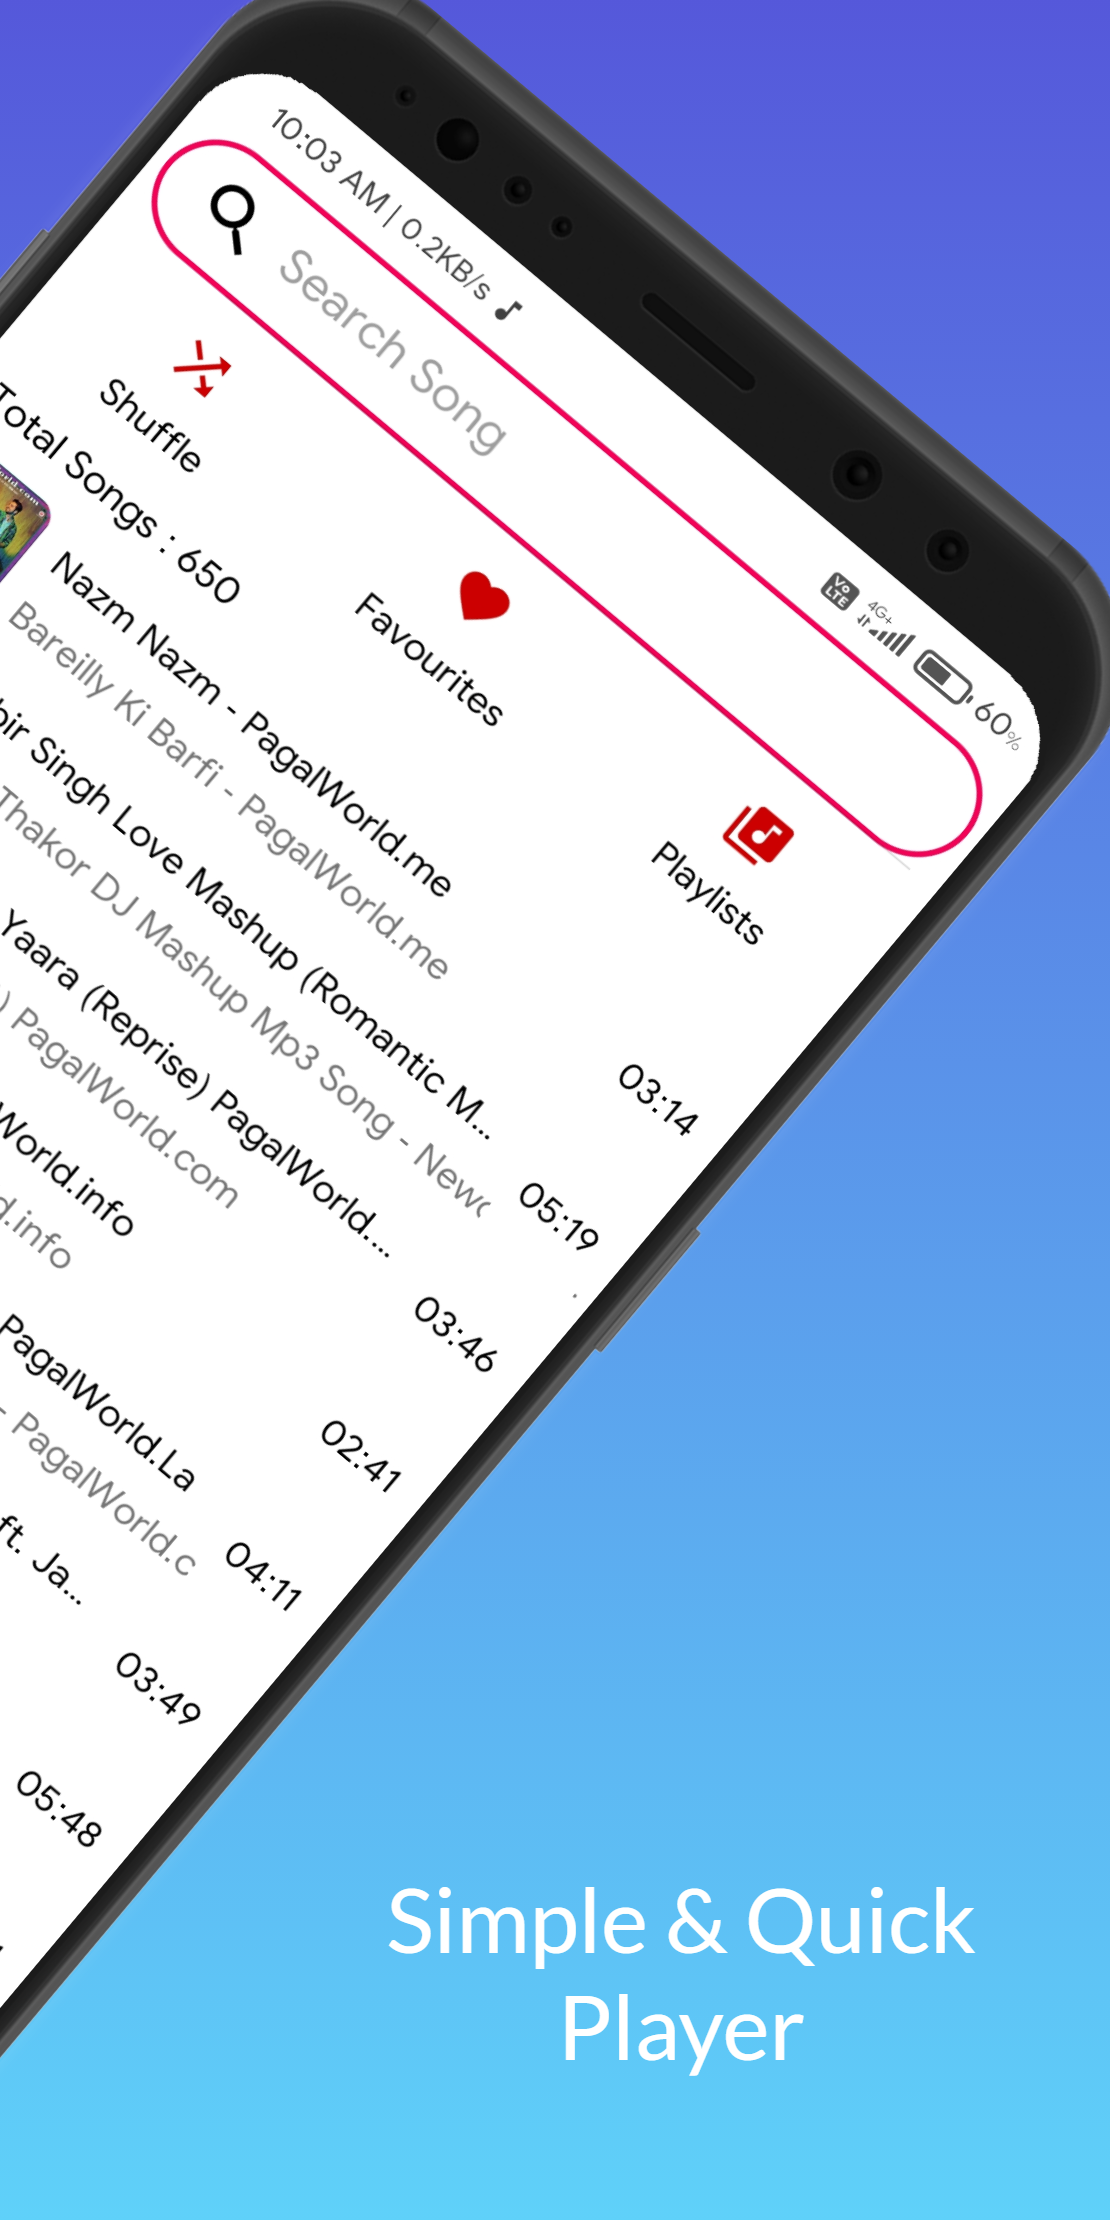 10:03 AM | 0.2KB/s
Vo LTE 4G+ 60%
Search Song
Shuffle
Favourites
Playlists
Total Songs : 650
Nazm Nazm - PagalWorld.me
Bareilly Ki Barfi - PagalWorld.me
03:14
bir Singh Love Mashup (Romantic M...
Thakor DJ Mashup Mp3 Song - Newc
05:19
Yaara (Reprise) PagalWorld....
) PagalWorld.com
03:46
World.info
d.info
02:41
PagalWorld.La
- PagalWorld.c
04:11
ft. Ja...
03:49
05:48
Simple & Quick
Player